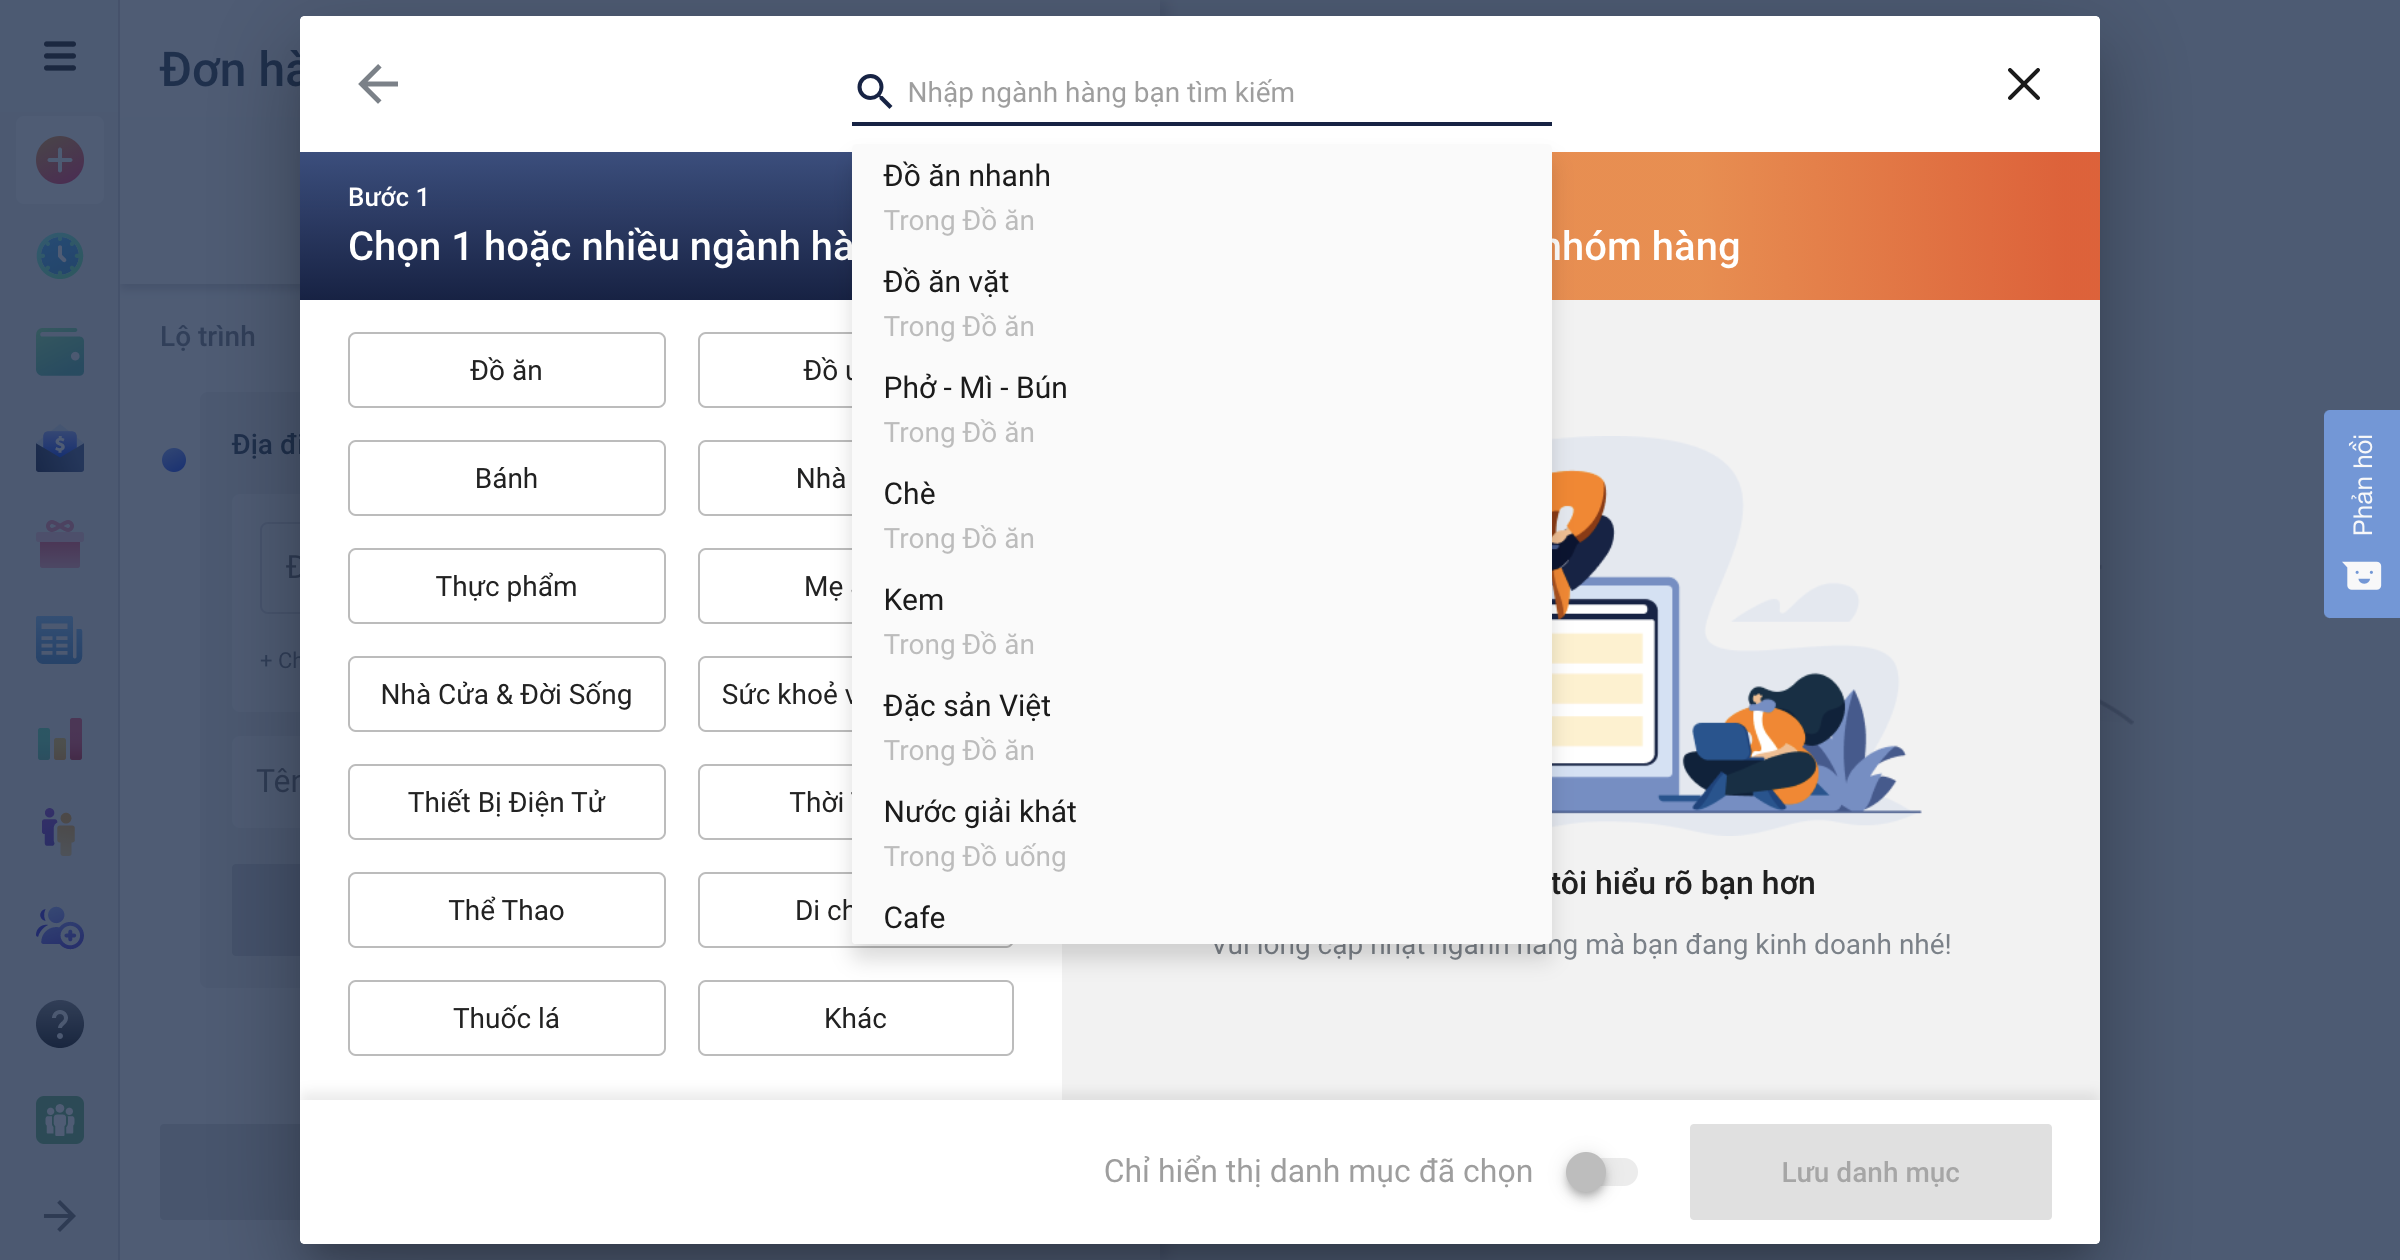 Đơn hà
Nhập ngành hàng bạn tìm kiếm
Bước 1
Chọn 1 hoặc nhiều ngành hà
nhóm hàng
Đồ ăn nhanh
Trong Đồ ăn
Đồ ăn vặt
Trong Đồ ăn
Phở - Mì - Bún
Trong Đồ ăn
Chè
Trong Đồ ăn
Kem
Trong Đồ ăn
Đặc sản Việt
Trong Đồ ăn
Nước giải khát
Trong Đồ uống
Cafe
Lộ trình
Địa đi
+ Ch
Tên
Đồ ăn
Đồ u
Bánh
Nhà
Thực phẩm
Mẹ
Nhà Cửa & Đời Sống
Sức khoẻ v
Thiết Bị Điện Tử
Thời
Thể Thao
Di ch
Thuốc lá
Khác
tôi hiểu rõ bạn hơn
Vui lòng cập nhật ngành hàng mà bạn đang kinh doanh nhé!
Phản hồi
Chỉ hiển thị danh mục đã chọn
Lưu danh mục